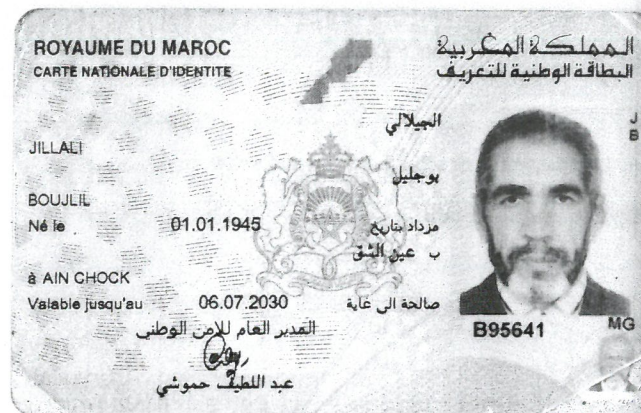 ROYAUME DU MAROC
المملكة المغربية
CARTE NATIONALE D'IDENTITE
البطاقة الوطنية للتعريف
الجيلالي
J
B
JILLALI
بوجليل
BOUJLIL
Né le 01.01.1945 مزداد بتاريخ
ب عين الشق
à AIN CHOCK
Valable jusqu'au 06.07.2030 صالحة الى غاية
المدير العام للامن الوطني
B95641
MG
عبد اللطيف حموشي